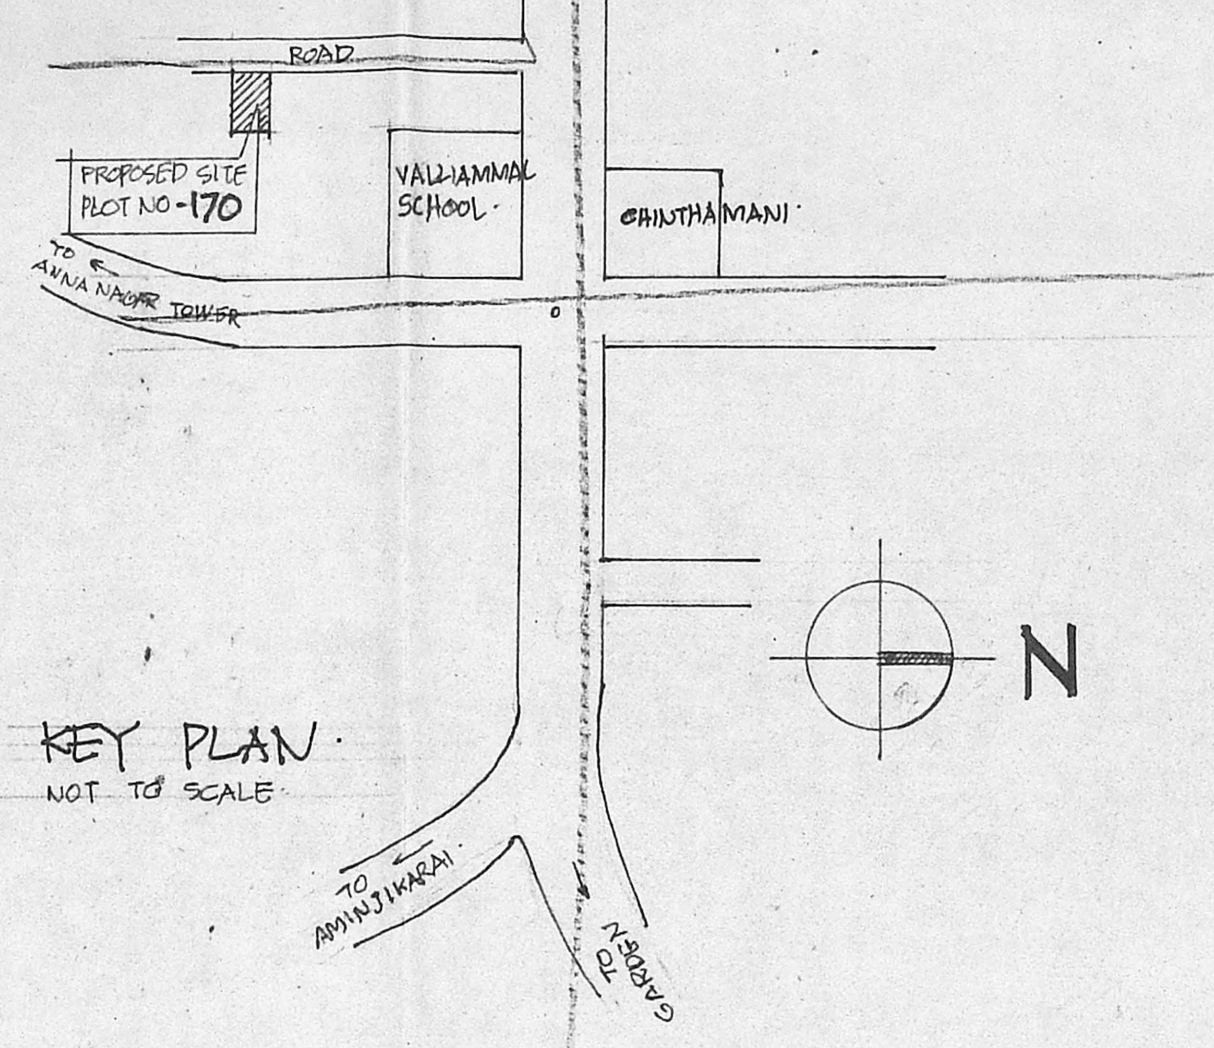 ROAD
PROPOSED SITE
PLOT NO-170
VALLIAMMAL
SCHOOL.
CHINTHAMANI.
TO
ANNA NAGAR TOWER
N
KEY PLAN.
NOT TO SCALE.
TO
AMINJIKARAI.
TO
GARDEN